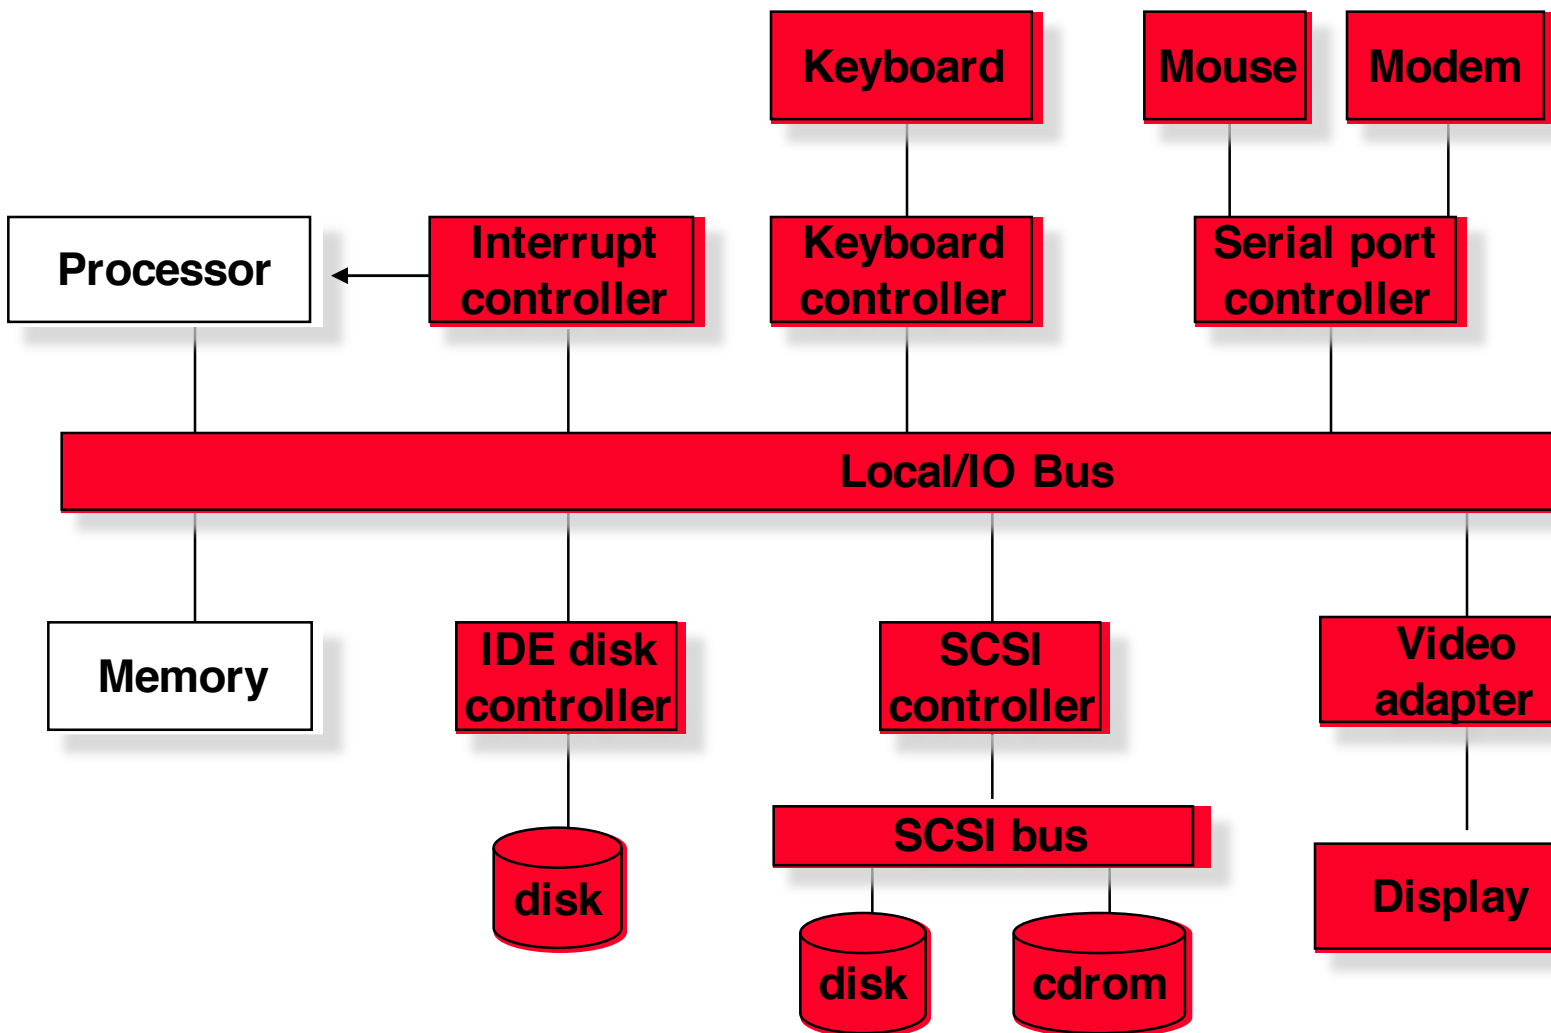 Keyboard
Mouse
Modem
Processor
Interrupt
controller
Keyboard
controller
Serial port
controller
Local/IO Bus
Memory
IDE disk
controller
SCSI
controller
Video
adapter
SCSI bus
disk
Display
disk
cdrom